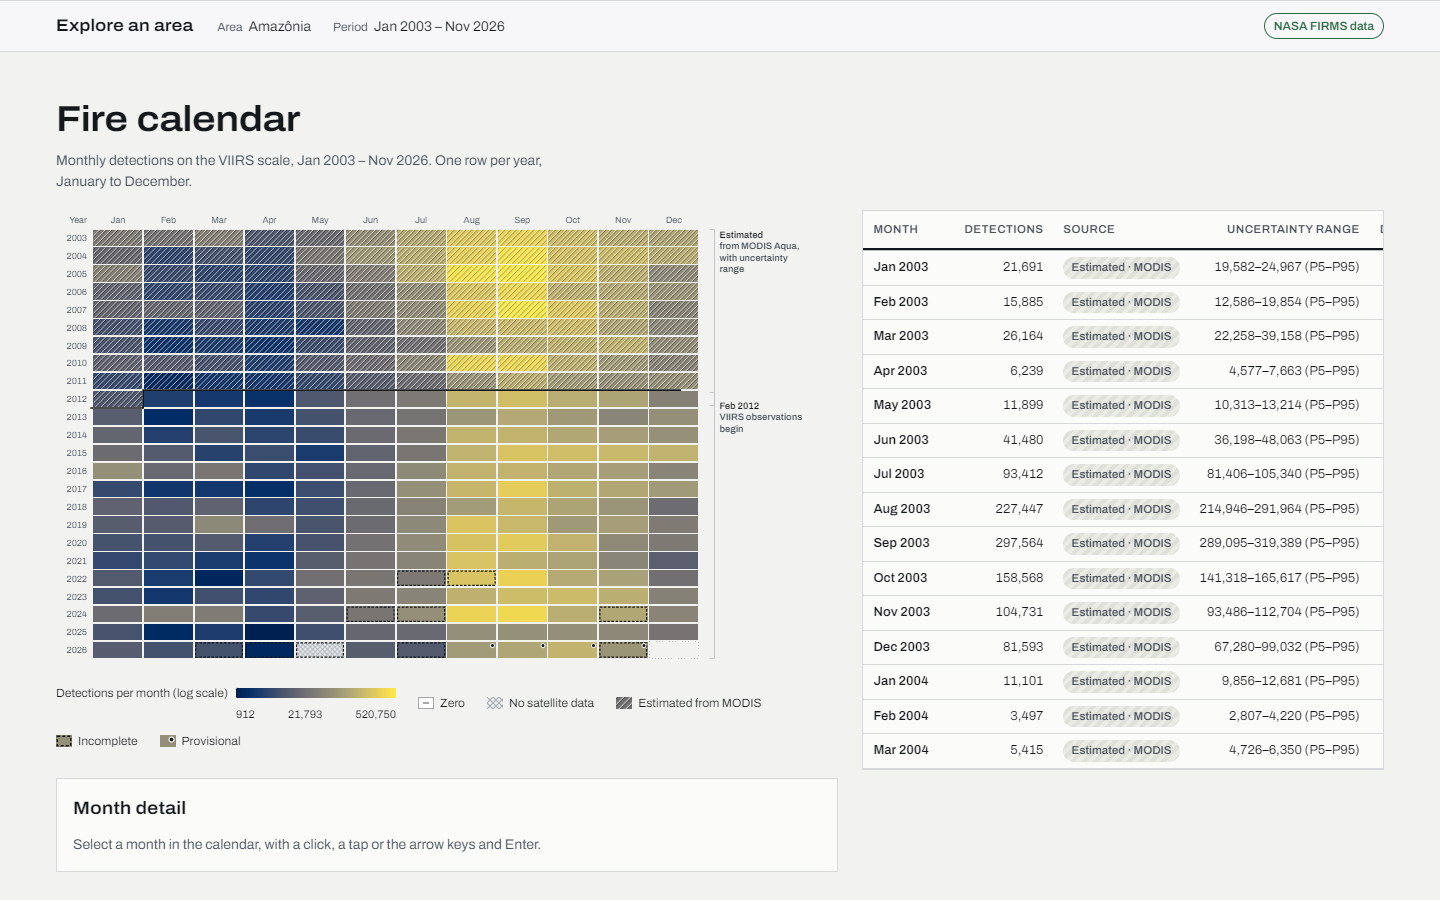 Explore an area
Area Amazônia
Period Jan 2003 – Nov 2026
NASA FIRMS data
Fire calendar
Monthly detections on the VIIRS scale, Jan 2003 – Nov 2026. One row per year,
January to December.
Year Jan Feb Mar Apr May Jun Jul Aug Sep Oct Nov Dec
2003
2004
2005
2006
2007
2008
2009
2010
2011
2012
2013
2014
2015
2016
2017
2018
2019
2020
2021
2022
2023
2024
2025
2026
Estimated
from MODIS Aqua,
with uncertainty
range
Feb 2012
VIIRS observations
begin
Detections per month (log scale)
912 21,793 520,750
Zero
No satellite data
Estimated from MODIS
Incomplete
Provisional
Month detail
Select a month in the calendar, with a click, a tap or the arrow keys and Enter.
MONTH DETECTIONS SOURCE UNCERTAINTY RANGE
Jan 2003 21,691 Estimated · MODIS 19,582–24,967 (P5–P95)
Feb 2003 15,885 Estimated · MODIS 12,586–19,854 (P5–P95)
Mar 2003 26,164 Estimated · MODIS 22,258–39,158 (P5–P95)
Apr 2003 6,239 Estimated · MODIS 4,577–7,663 (P5–P95)
May 2003 11,899 Estimated · MODIS 10,313–13,214 (P5–P95)
Jun 2003 41,480 Estimated · MODIS 36,198–48,063 (P5–P95)
Jul 2003 93,412 Estimated · MODIS 81,406–105,340 (P5–P95)
Aug 2003 227,447 Estimated · MODIS 214,946–291,964 (P5–P95)
Sep 2003 297,564 Estimated · MODIS 289,095–319,389 (P5–P95)
Oct 2003 158,568 Estimated · MODIS 141,318–165,617 (P5–P95)
Nov 2003 104,731 Estimated · MODIS 93,486–112,704 (P5–P95)
Dec 2003 81,593 Estimated · MODIS 67,280–99,032 (P5–P95)
Jan 2004 11,101 Estimated · MODIS 9,856–12,681 (P5–P95)
Feb 2004 3,497 Estimated · MODIS 2,807–4,220 (P5–P95)
Mar 2004 5,415 Estimated · MODIS 4,726–6,350 (P5–P95)